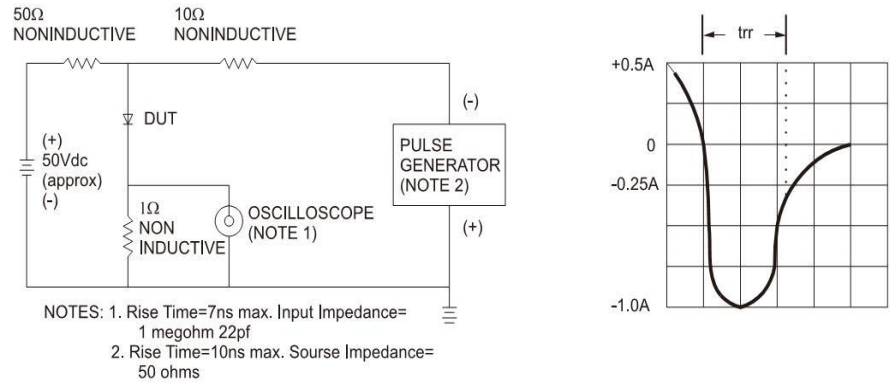 50Ω
NONINDUCTIVE
10Ω
NONINDUCTIVE
DUT
(+)
50Vdc
(approx)
(-)
1Ω
NON
INDUCTIVE
OSCILLOSCOPE
(NOTE 1)
(-)
PULSE
GENERATOR
(NOTE 2)
(+)
NOTES: 1. Rise Time=7ns max. Input Impedance=
1 megohm 22pf
2. Rise Time=10ns max. Sourse Impedance=
50 ohms
trr
+0.5A
0
-0.25A
-1.0A